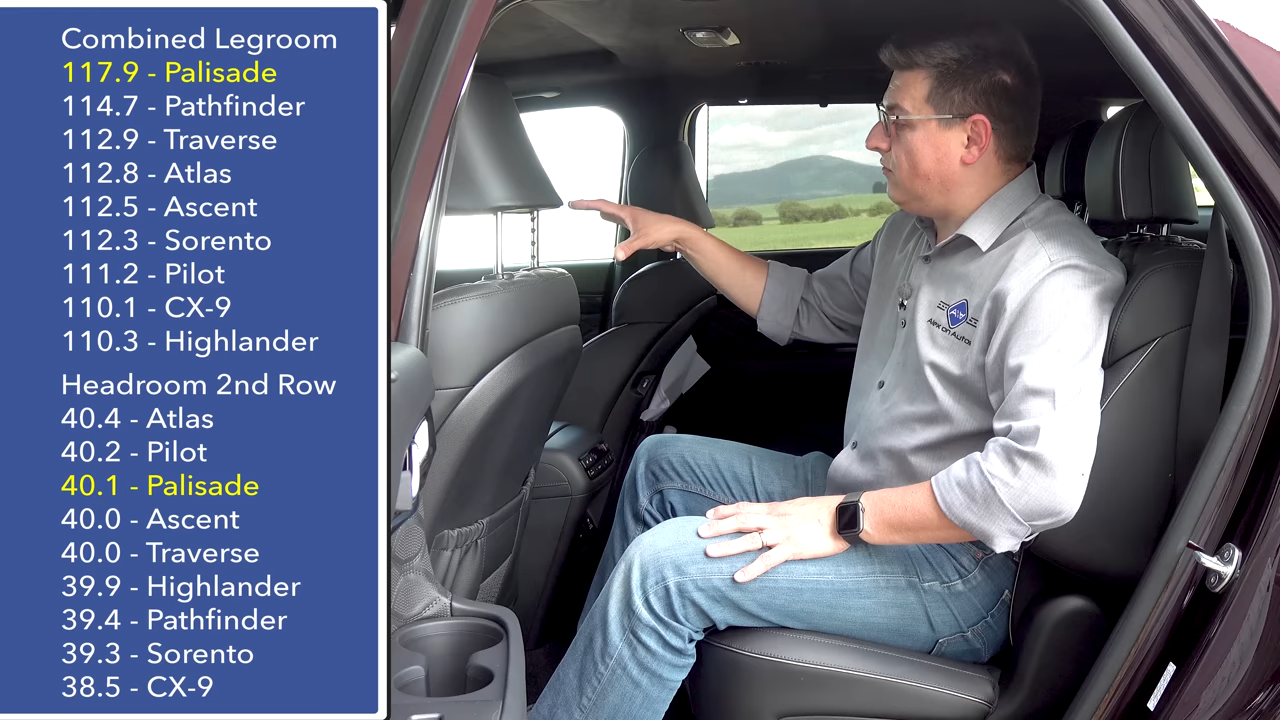 Combined Legroom
117.9 - Palisade
114.7 - Pathfinder
112.9 - Traverse
112.8 - Atlas
112.5 - Ascent
112.3 - Sorento
111.2 - Pilot
110.1 - CX-9
110.3 - Highlander
Headroom 2nd Row
40.4 - Atlas
40.2 - Pilot
40.1 - Palisade
40.0 - Ascent
40.0 - Traverse
39.9 - Highlander
39.4 - Pathfinder
39.3 - Sorento
38.5 - CX-9
Alex on Autos